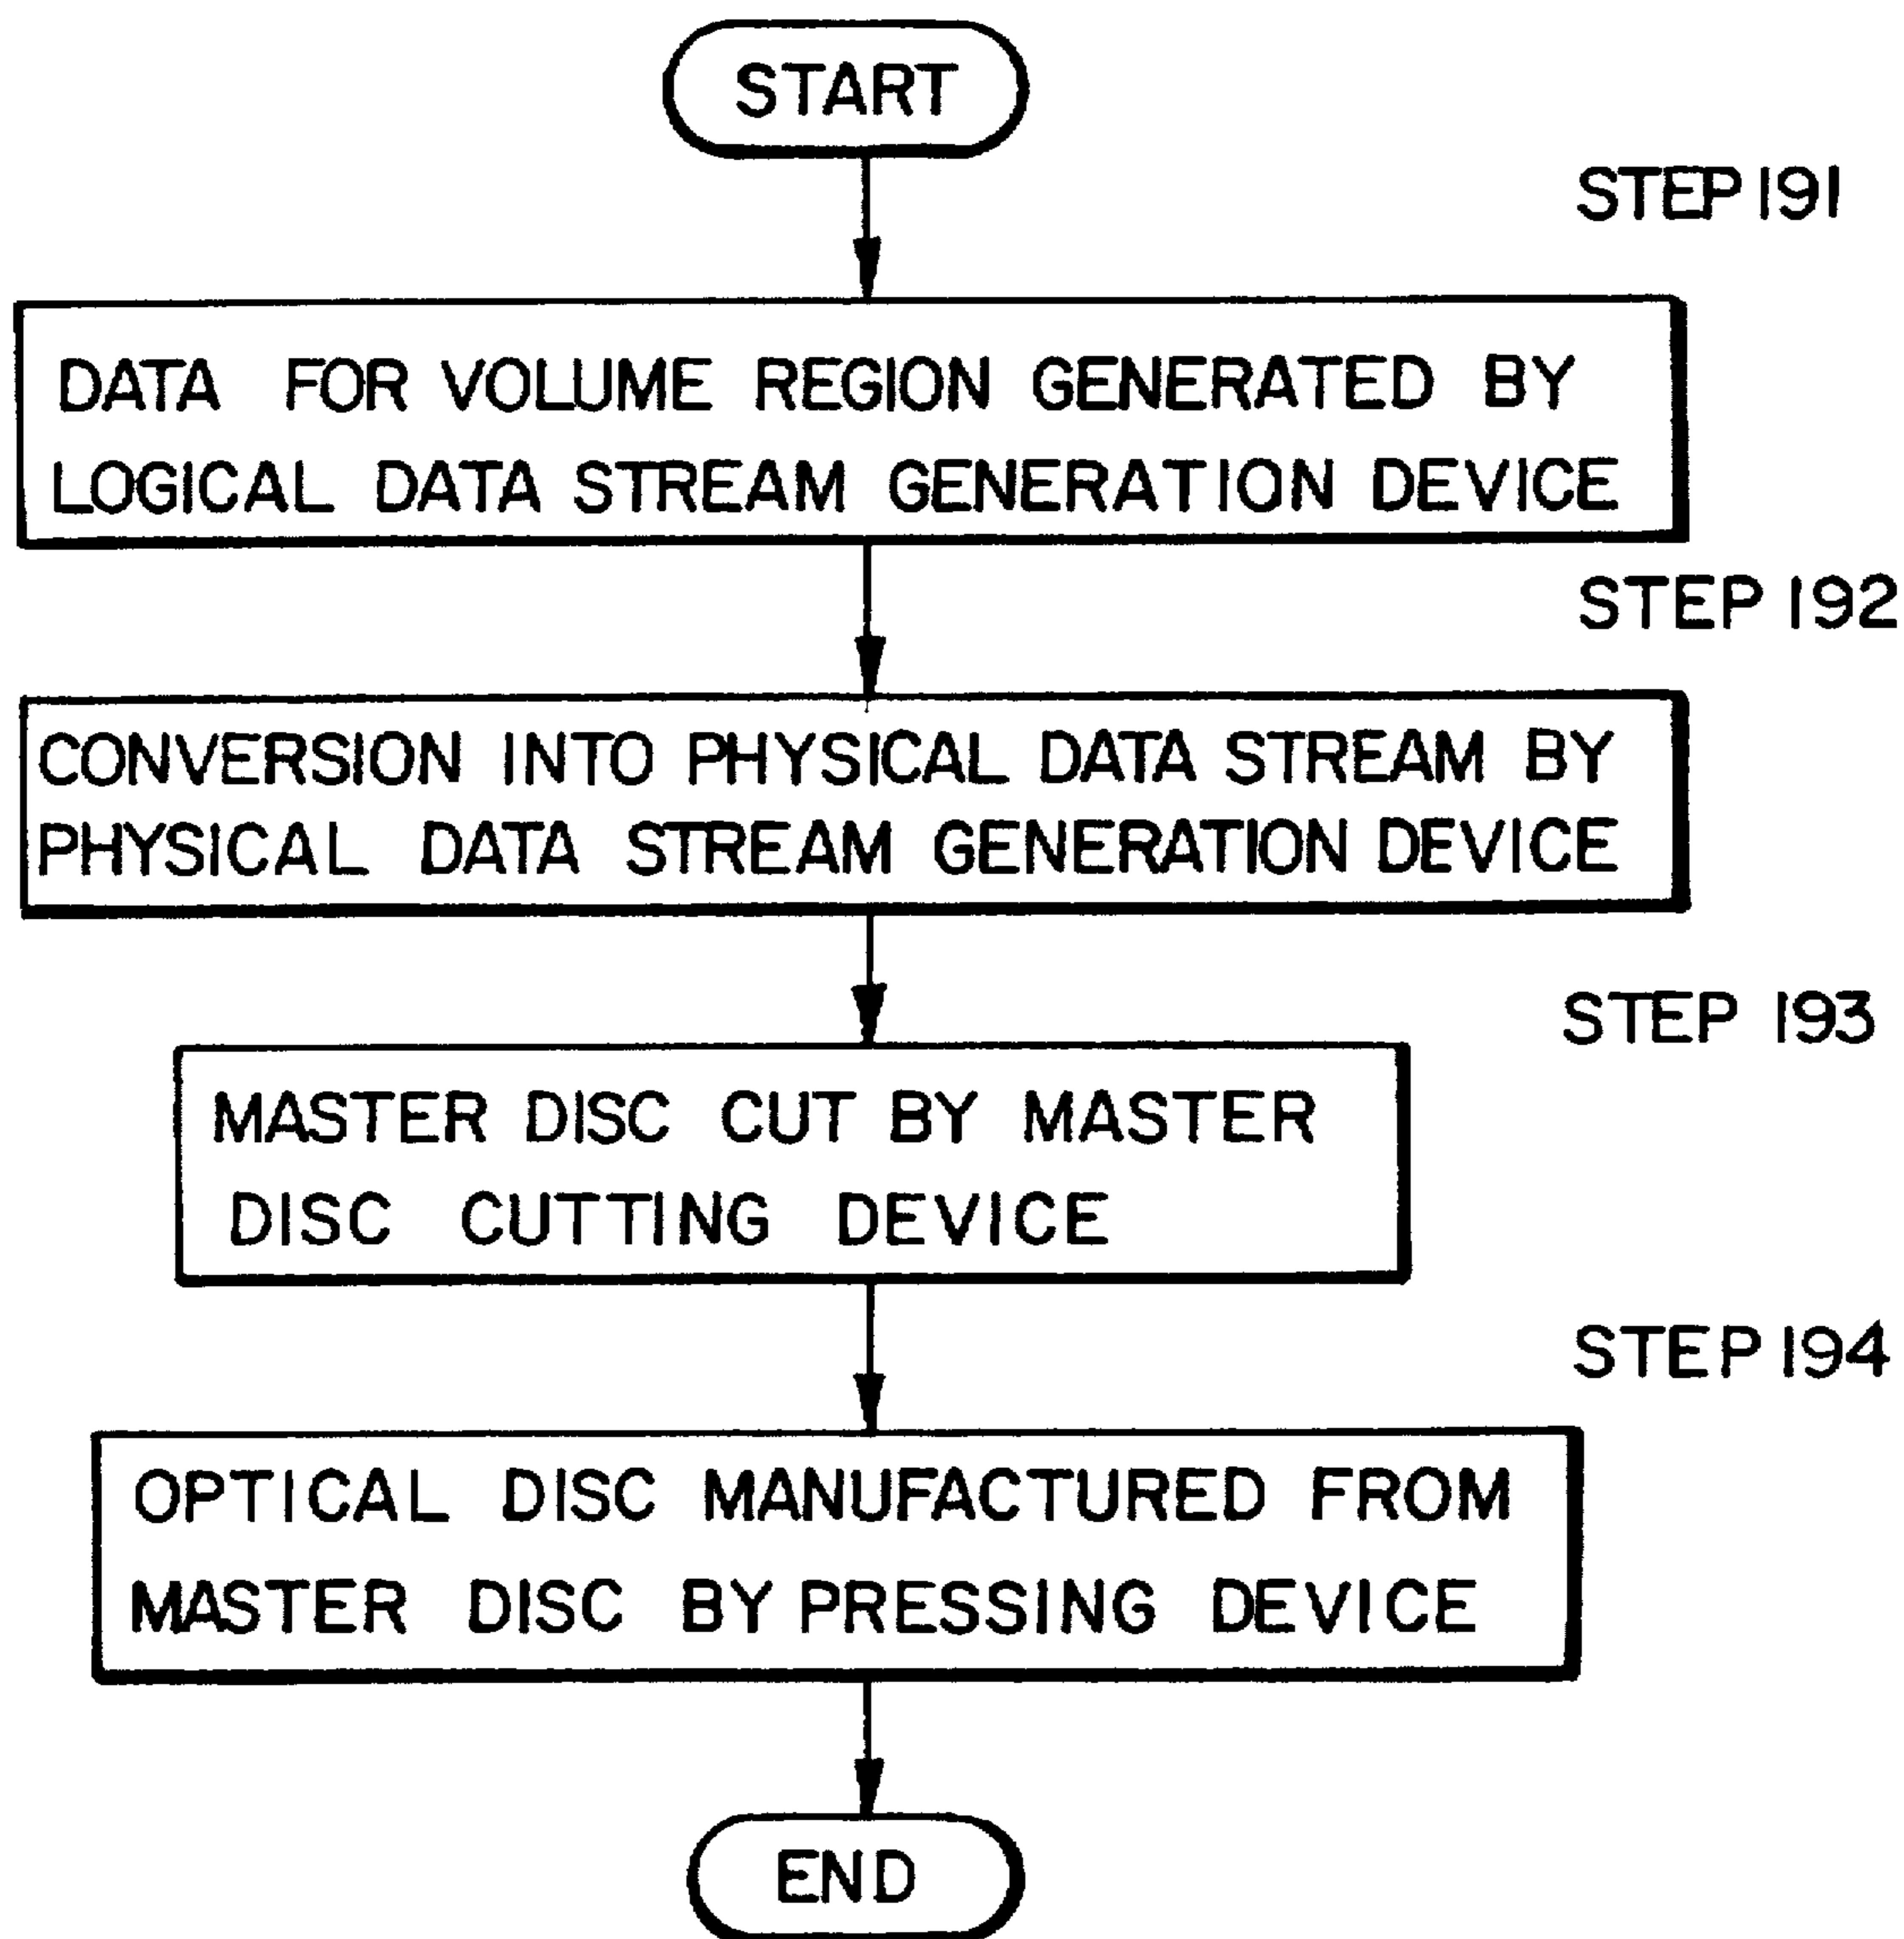 START
STEP 191
DATA FOR VOLUME REGION GENERATED BY
LOGICAL DATA STREAM GENERATION DEVICE
STEP 192
CONVERSION INTO PHYSICAL DATA STREAM BY
PHYSICAL DATA STREAM GENERATION DEVICE
STEP 193
MASTER DISC CUT BY MASTER
DISC CUTTING DEVICE
STEP 194
OPTICAL DISC MANUFACTURED FROM
MASTER DISC BY PRESSING DEVICE
END